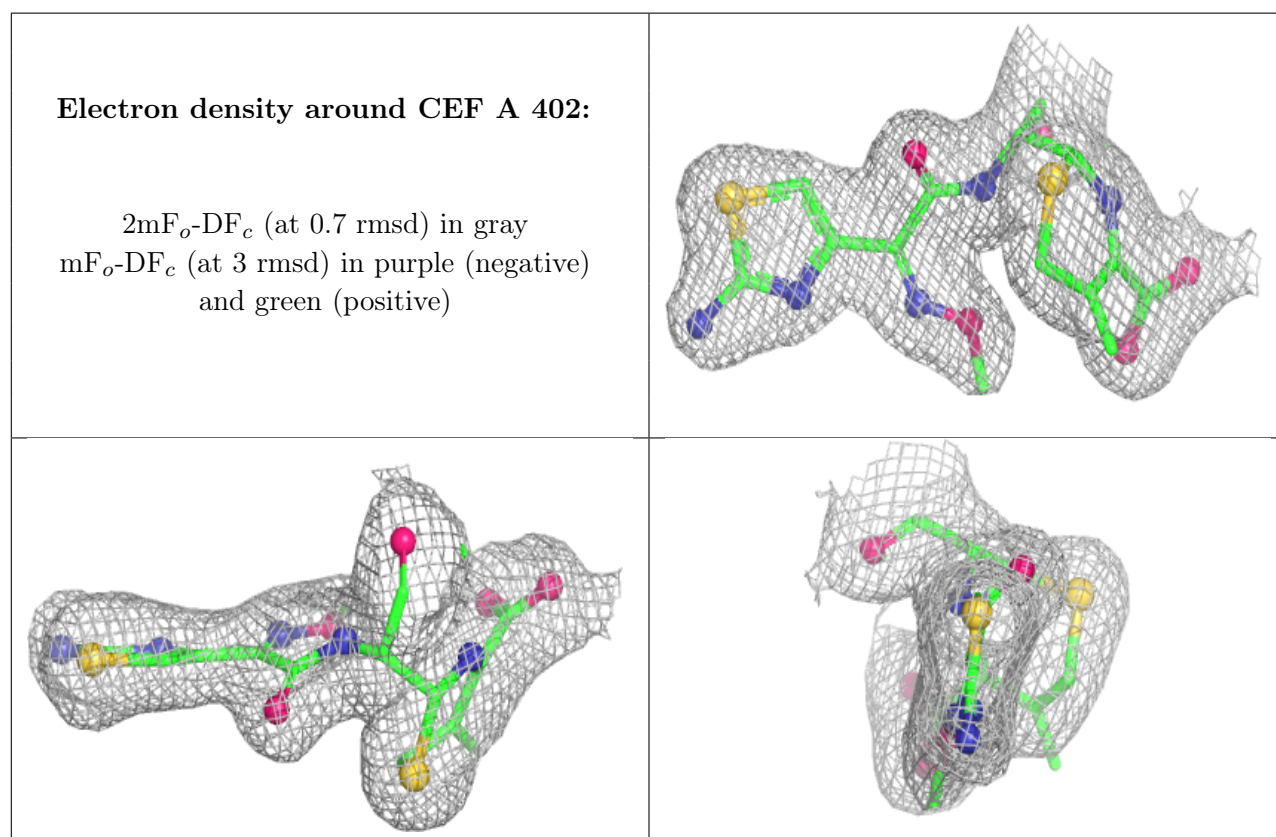 Electron density around CEF A 402:
2mFₒ-DF𝒸 (at 0.7 rmsd) in gray
mFₒ-DF𝒸 (at 3 rmsd) in purple (negative)
and green (positive)